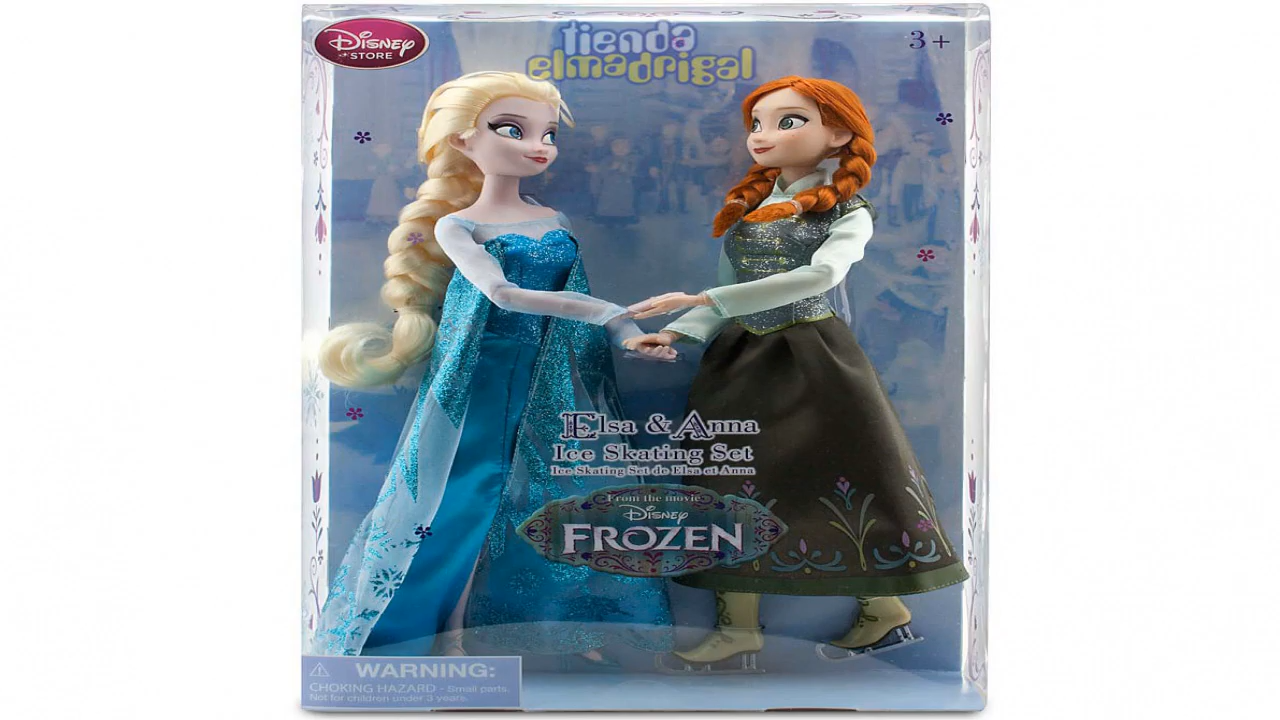 Disney
STORE
tienda
elmadrigal
3+
Elsa & Anna
Ice Skating Set
Ice Skating Set de Elsa et Anna
From the movie
Disney
FROZEN
WARNING:
CHOKING HAZARD - Small parts.
Not for children under 3 years.